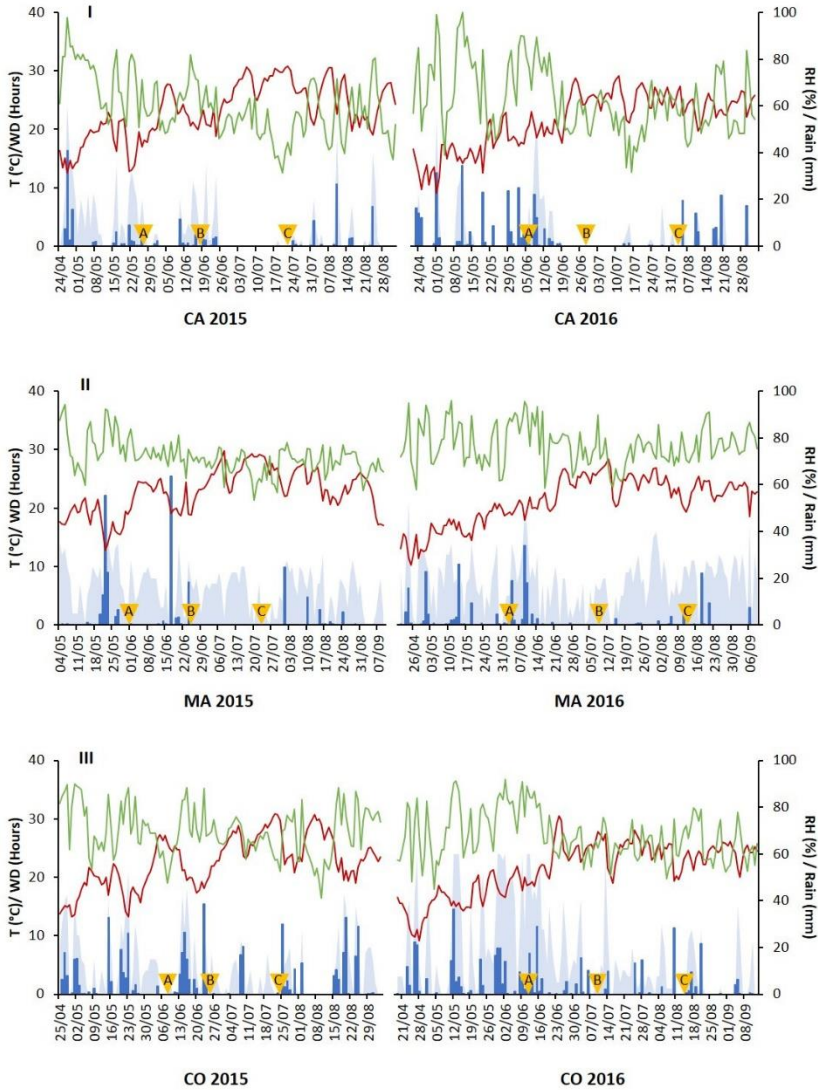 I
T (°C)/WD (Hours)
40
30
20
10
0
A B C
A B C
100
80
60
40
20
0
RH (%) / Rain (mm)
24/04 01/05 08/05 15/05 22/05 29/05 05/06 12/06 19/06 26/06 03/07 10/07 17/07 24/07 31/07 07/08 14/08 21/08 28/08
24/04 01/05 08/05 15/05 22/05 29/05 05/06 12/06 19/06 26/06 03/07 10/07 17/07 24/07 31/07 07/08 14/08 21/08 28/08
CA 2015 CA 2016
II
T (°C)/ WD (Hours)
40
30
20
10
0
A B C
A B C
100
80
60
40
20
0
RH (%) / Rain (mm)
04/05 11/05 18/05 25/05 01/06 08/06 15/06 22/06 29/06 06/07 13/07 20/07 27/07 03/08 10/08 17/08 24/08 31/08 07/09
26/04 03/05 10/05 17/05 24/05 31/05 07/06 14/06 21/06 28/06 05/07 12/07 19/07 26/07 02/08 09/08 16/08 23/08 30/08 06/09
MA 2015 MA 2016
III
T (°C)/ WD (Hours)
40
30
20
10
0
A B C
A B C
100
80
60
40
20
0
RH (%) / Rain (mm)
25/04 02/05 09/05 16/05 23/05 30/05 06/06 13/06 20/06 27/06 04/07 11/07 18/07 25/07 01/08 08/08 15/08 22/08 29/08
21/04 28/04 05/05 12/05 19/05 26/05 02/06 09/06 16/06 23/06 30/06 07/07 14/07 21/07 28/07 04/08 11/08 18/08 25/08 01/09 08/09
CO 2015 CO 2016